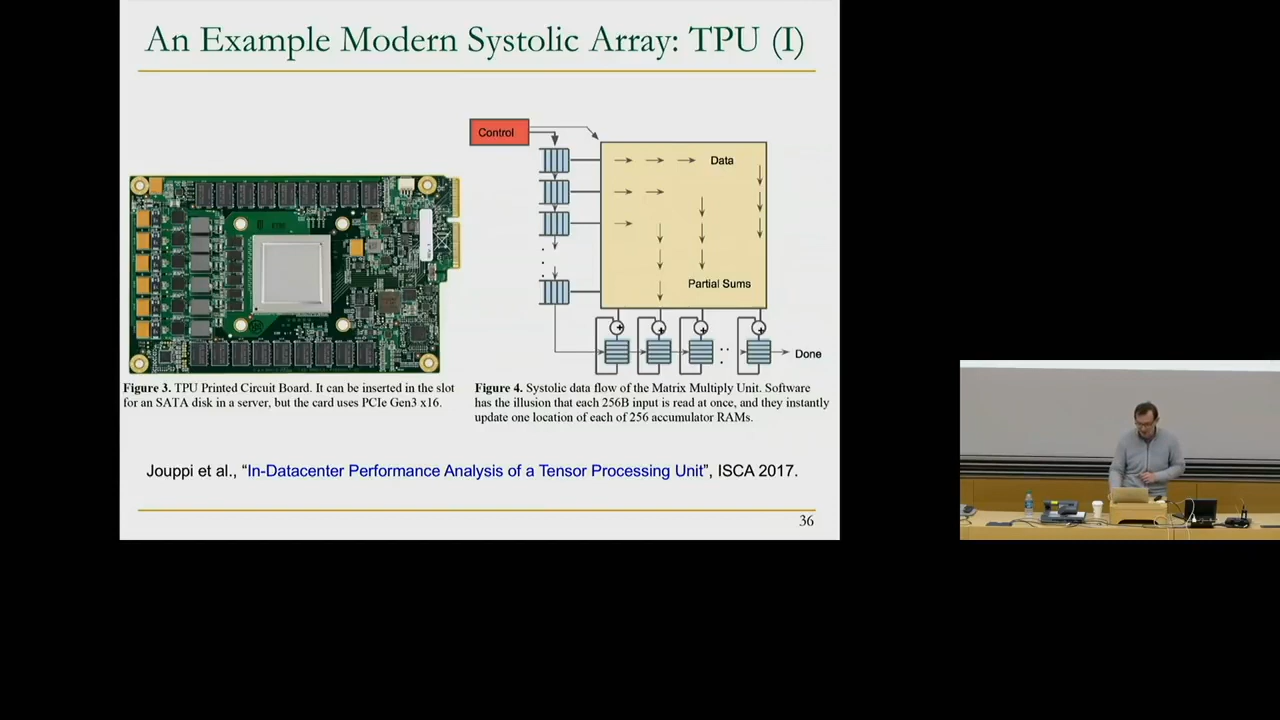 An Example Modern Systolic Array: TPU (I)
Control
Data
Partial Sums
Done
Figure 3. TPU Printed Circuit Board. It can be inserted in the slot
for an SATA disk in a server, but the card uses PCIe Gen3 x16.
Figure 4. Systolic data flow of the Matrix Multiply Unit. Software
has the illusion that each 256B input is read at once, and they instantly
update one location of each of 256 accumulator RAMs.
Jouppi et al., “In-Datacenter Performance Analysis of a Tensor Processing Unit”, ISCA 2017.
36